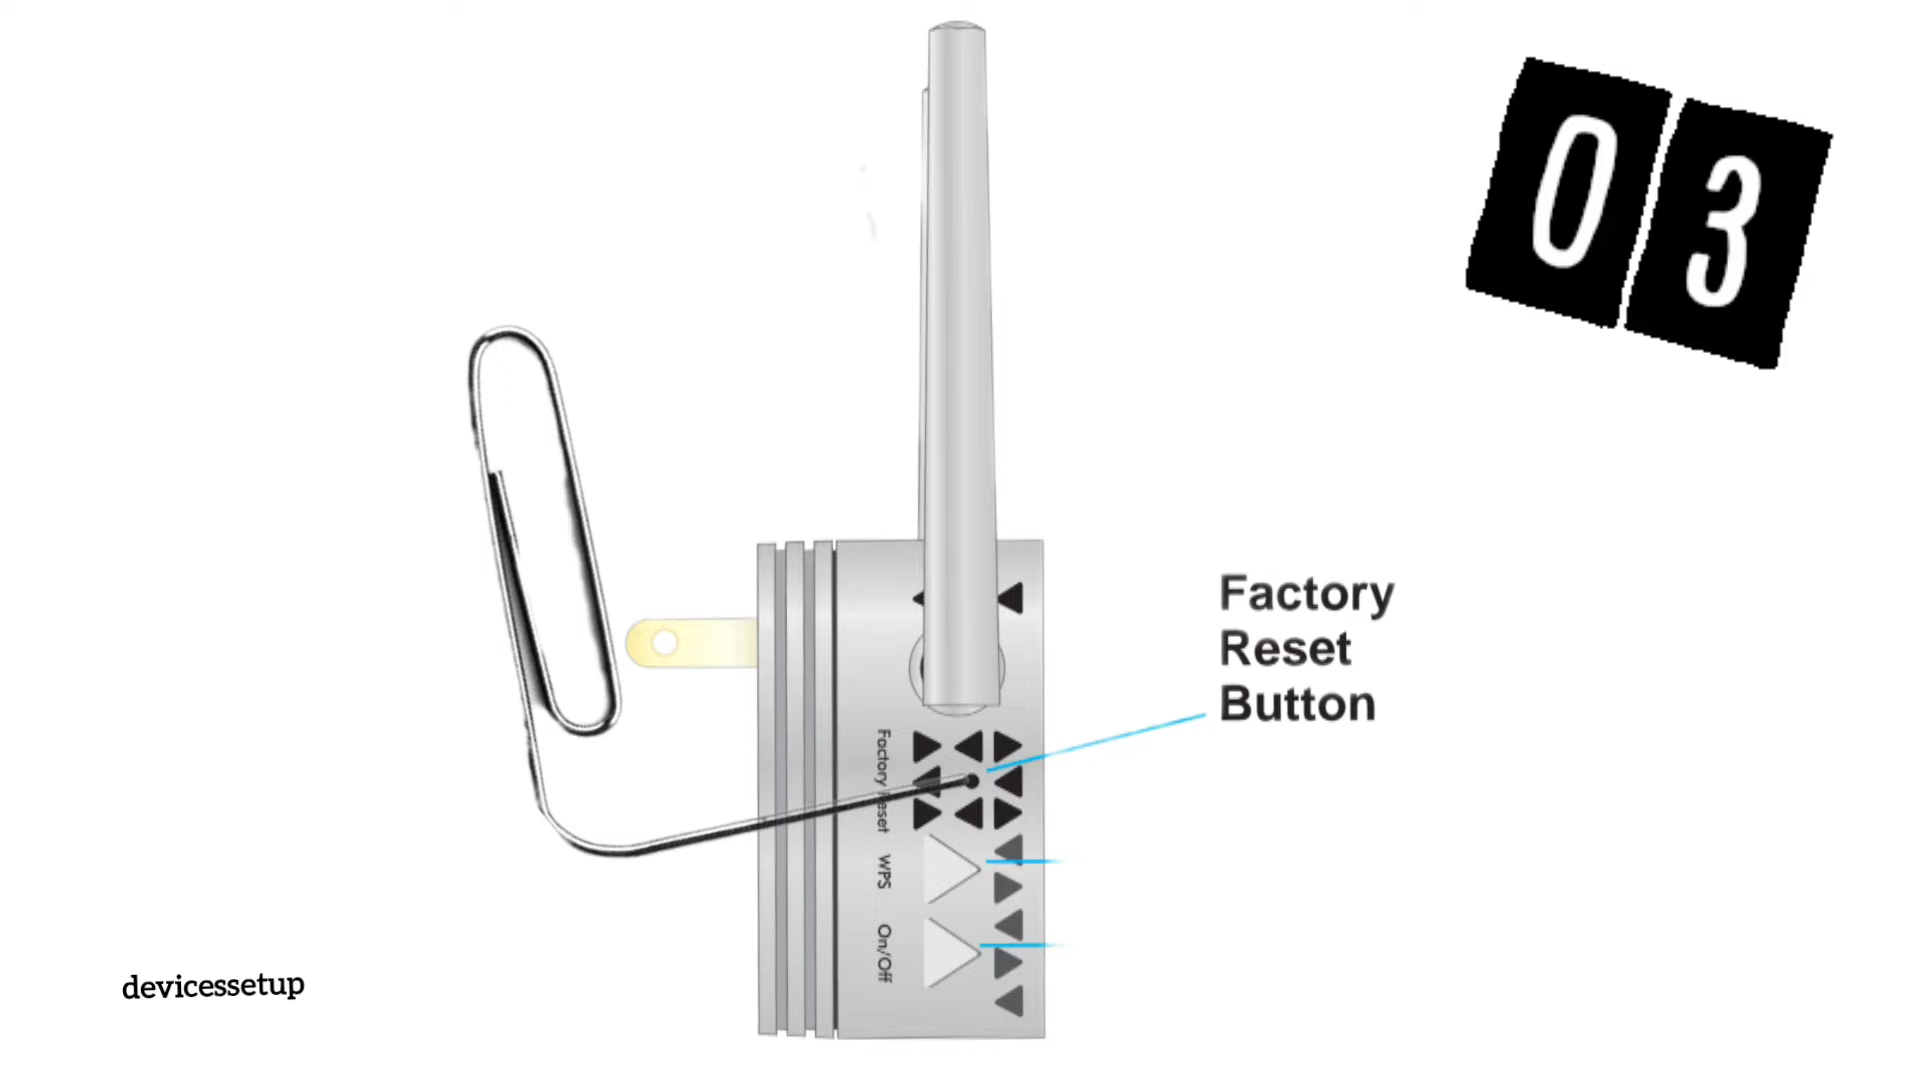 03
Factory
Reset
Button
Factory Reset
WPS
On/Off
devicessetup